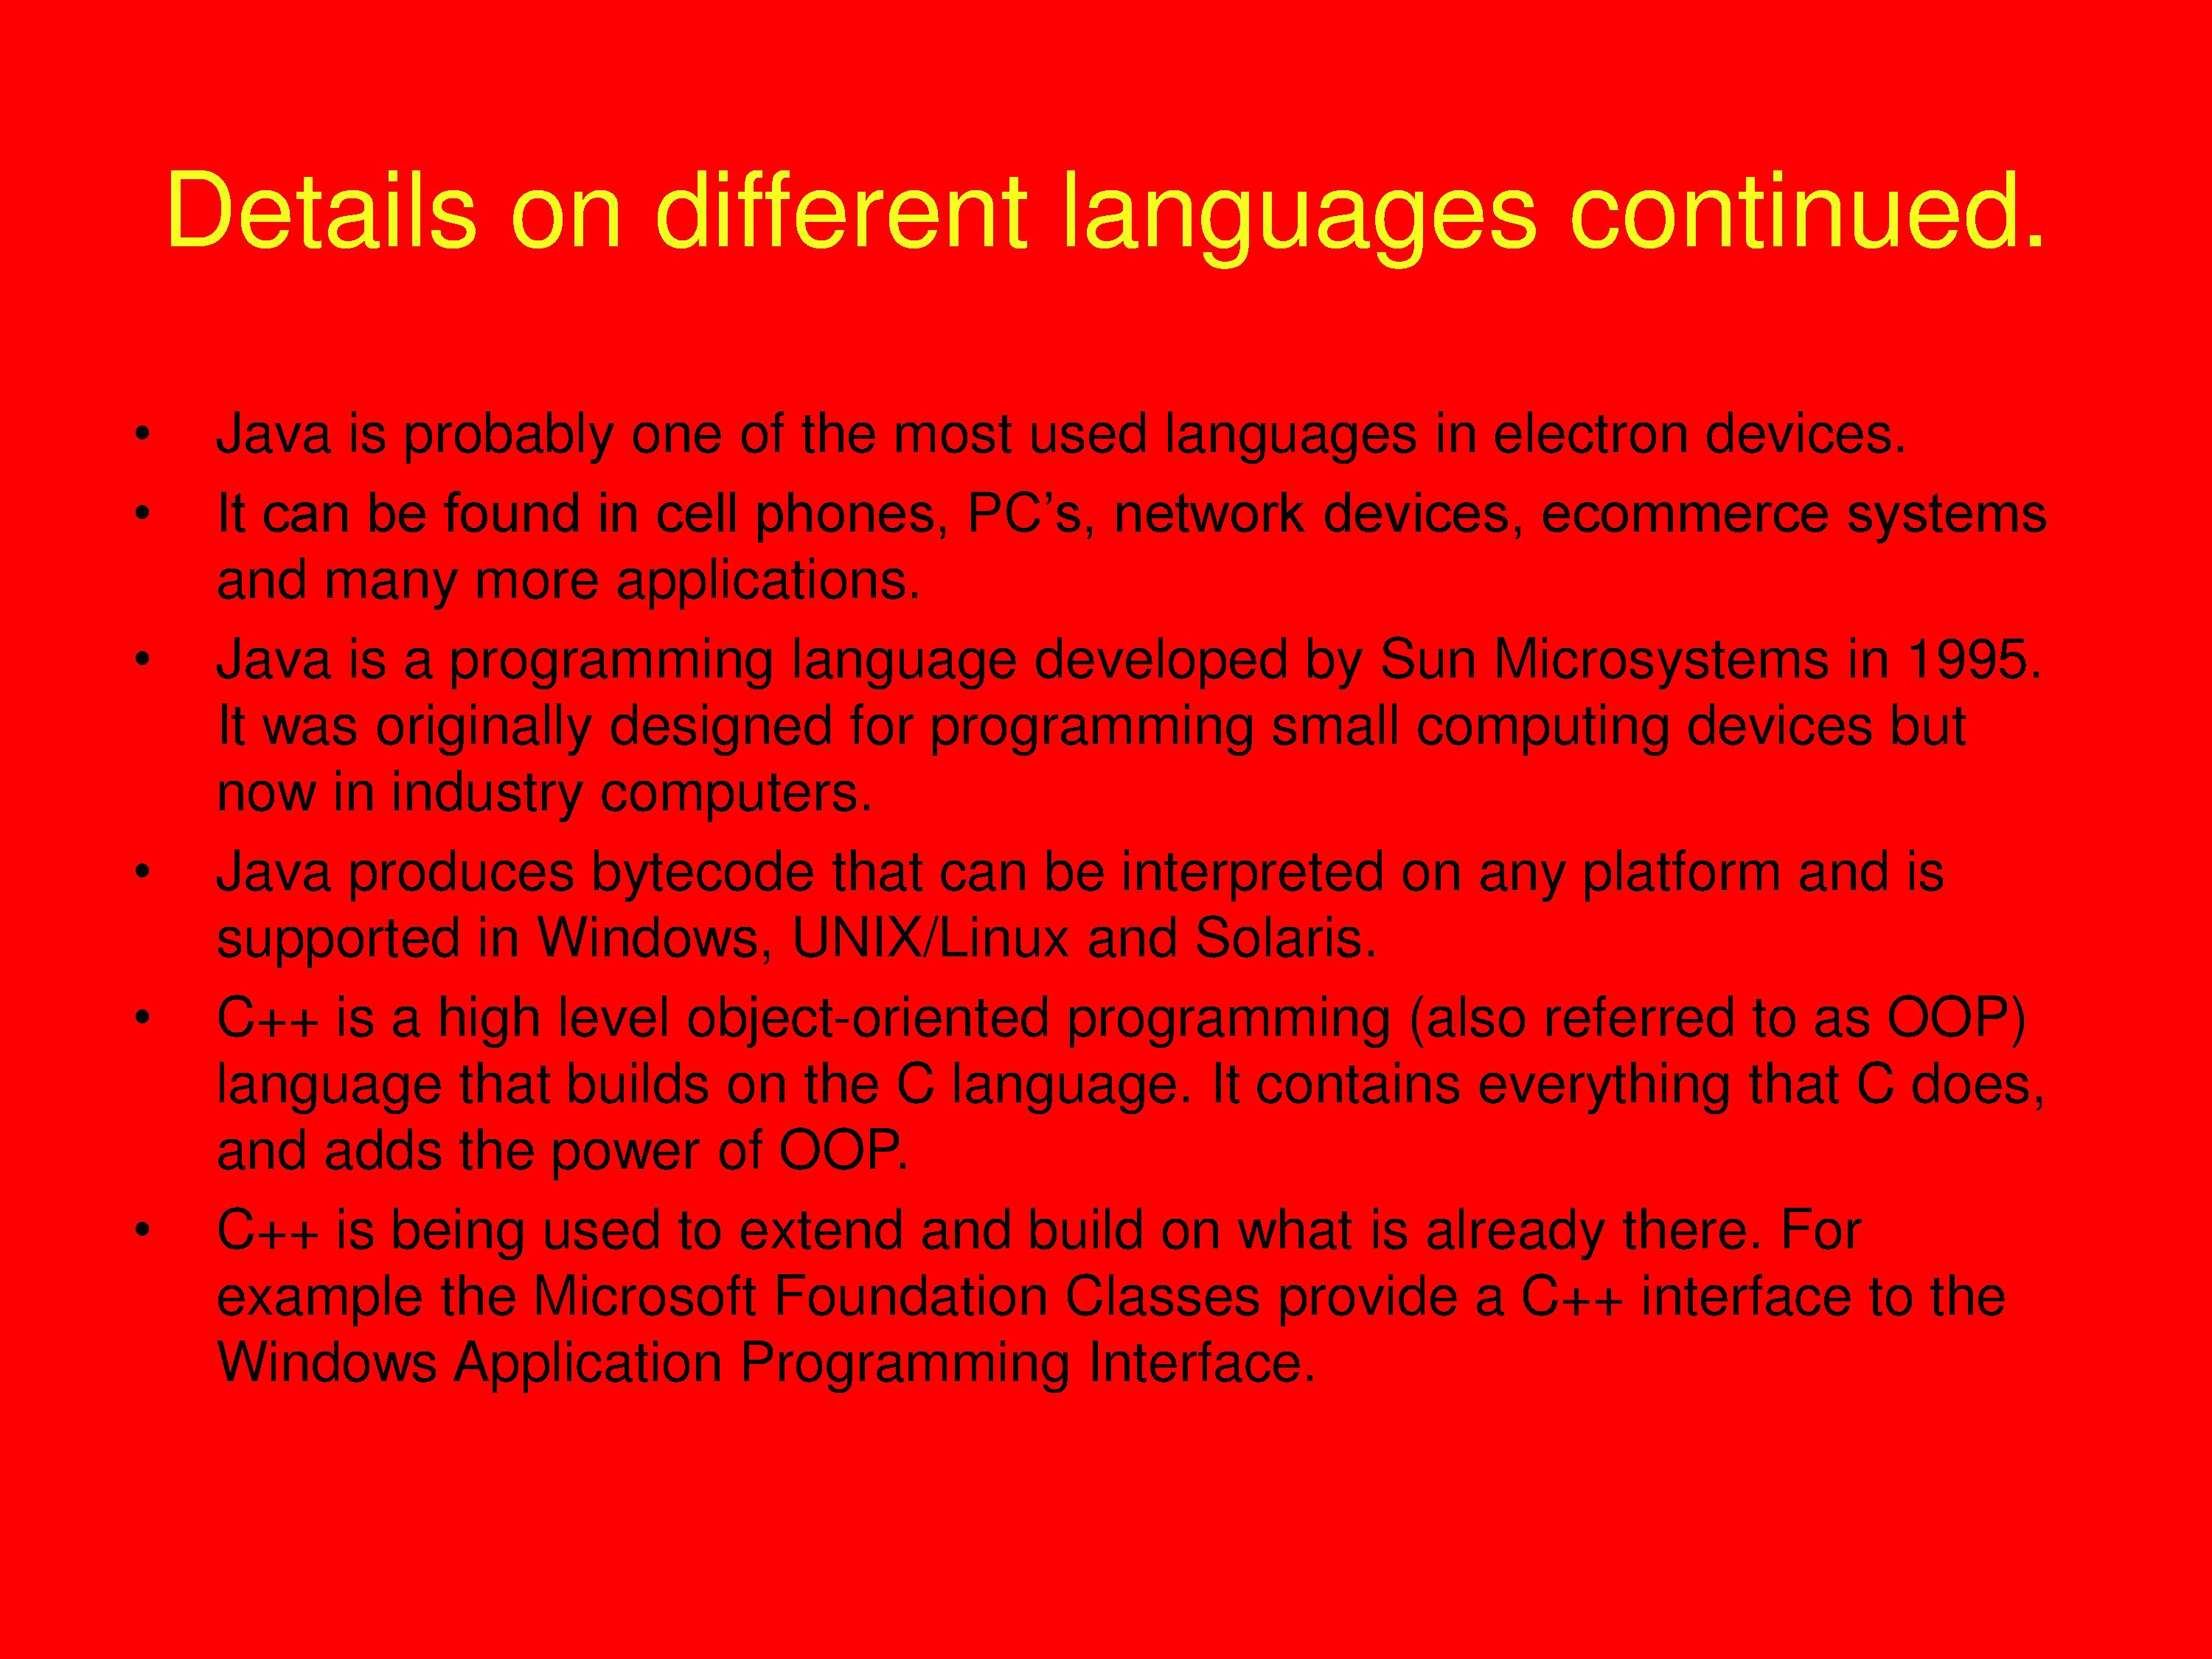 Details on different languages continued.
• Java is probably one of the most used languages in electron devices.
• It can be found in cell phones, PC’s, network devices, ecommerce systems
and many more applications.
• Java is a programming language developed by Sun Microsystems in 1995.
It was originally designed for programming small computing devices but
now in industry computers.
• Java produces bytecode that can be interpreted on any platform and is
supported in Windows, UNIX/Linux and Solaris.
• C++ is a high level object-oriented programming (also referred to as OOP)
language that builds on the C language. It contains everything that C does,
and adds the power of OOP.
• C++ is being used to extend and build on what is already there. For
example the Microsoft Foundation Classes provide a C++ interface to the
Windows Application Programming Interface.